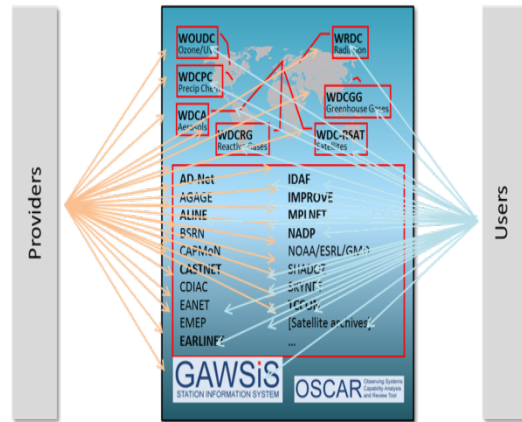 Providers
WOUDC
Ozone/UV
WRDC
Radiation
WDCPC
Precip Chem
WDCGG
Greenhouse Gases
WDCA
Aerosols
WDCRG
Reactive Gases
WDC-RSAT
Satellites
AD-Net
IDAF
AGAGE
IMPROVE
ALINE
MPLNET
BSRN
NADP
CAPMoN
NOAA/ESRL/GMD
CASTNET
SHADOZ
CDIAC
SKYNET
EANET
TCCON
EMEP
[Satellite archives]
EARLINET
...
GAWSiS
STATION INFORMATION SYSTEM
OSCAR
Observing Systems
Capability Analysis
and Review Tool
Users